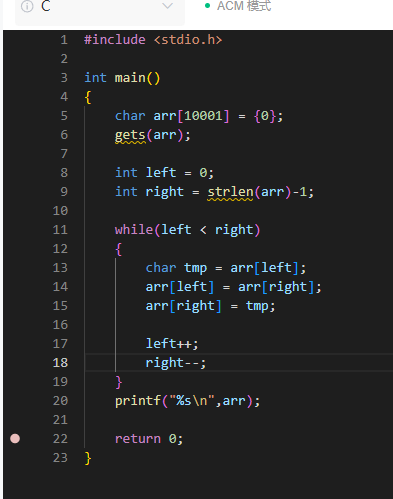 C
ACM 模式
1 #include <stdio.h>
2
3 int main()
4 {
5     char arr[10001] = {0};
6     gets(arr);
7
8     int left = 0;
9     int right = strlen(arr)-1;
10
11     while(left < right)
12     {
13         char tmp = arr[left];
14         arr[left] = arr[right];
15         arr[right] = tmp;
16
17         left++;
18         right--;
19     }
20     printf("%s\n",arr);
21
22     return 0;
23 }